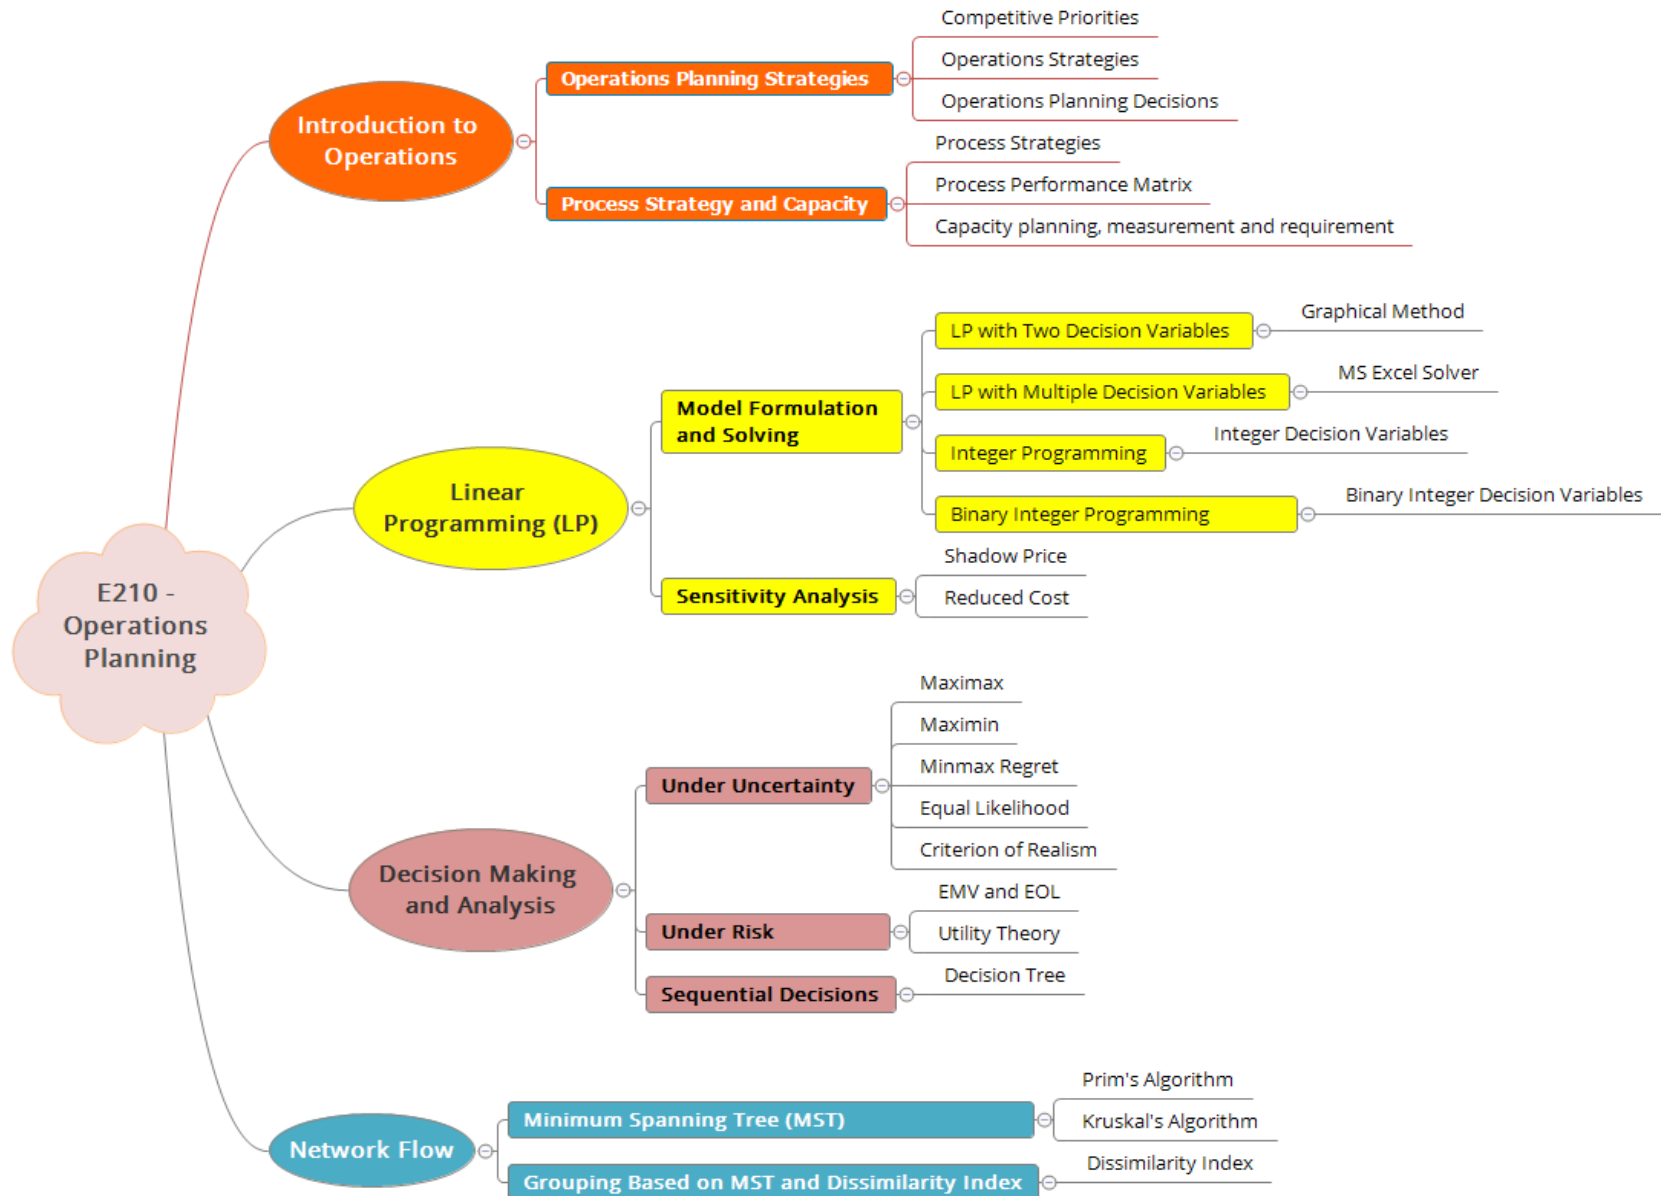 E210 -
Operations
Planning
Introduction to
Operations
Operations Planning Strategies
Competitive Priorities
Operations Strategies
Operations Planning Decisions
Process Strategy and Capacity
Process Strategies
Process Performance Matrix
Capacity planning, measurement and requirement
Linear
Programming (LP)
Model Formulation
and Solving
LP with Two Decision Variables
Graphical Method
LP with Multiple Decision Variables
MS Excel Solver
Integer Programming
Integer Decision Variables
Binary Integer Programming
Binary Integer Decision Variables
Sensitivity Analysis
Shadow Price
Reduced Cost
Decision Making
and Analysis
Under Uncertainty
Maximax
Maximin
Minmax Regret
Equal Likelihood
Criterion of Realism
Under Risk
EMV and EOL
Utility Theory
Sequential Decisions
Decision Tree
Network Flow
Minimum Spanning Tree (MST)
Prim's Algorithm
Kruskal's Algorithm
Grouping Based on MST and Dissimilarity Index
Dissimilarity Index